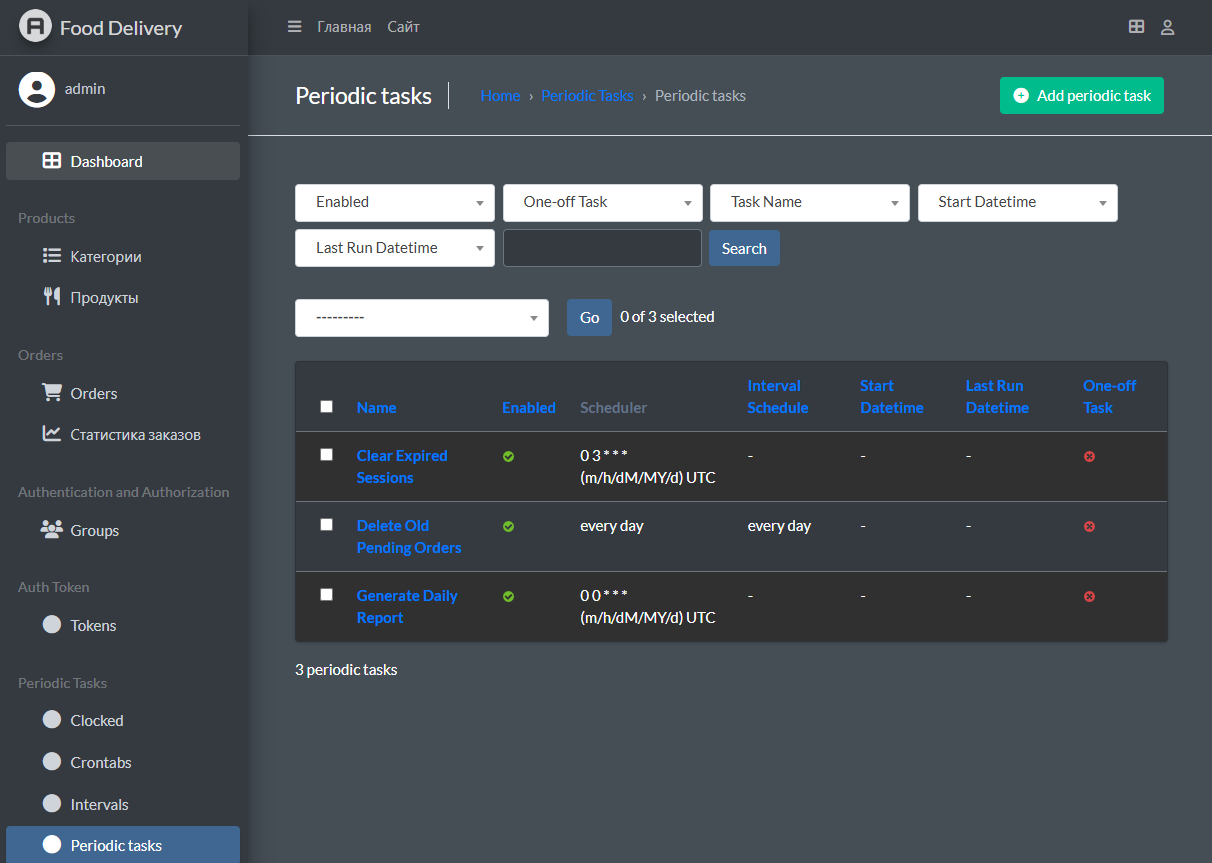 Food Delivery
admin
Dashboard
Products
Категории
Продукты
Orders
Orders
Статистика заказов
Authentication and Authorization
Groups
Auth Token
Tokens
Periodic Tasks
Clocked
Crontabs
Intervals
Periodic tasks
Главная Сайт
Periodic tasks
Home › Periodic Tasks › Periodic tasks
Add periodic task
Enabled One-off Task Task Name Start Datetime
Last Run Datetime Search
--------- Go 0 of 3 selected
Interval Start Last Run One-off
Name Enabled Scheduler Schedule Datetime Datetime Task
Clear Expired 0 3 * * * - - -
Sessions (m/h/dM/MY/d) UTC
Delete Old every day every day - -
Pending Orders
Generate Daily 0 0 * * * - - -
Report (m/h/dM/MY/d) UTC
3 periodic tasks